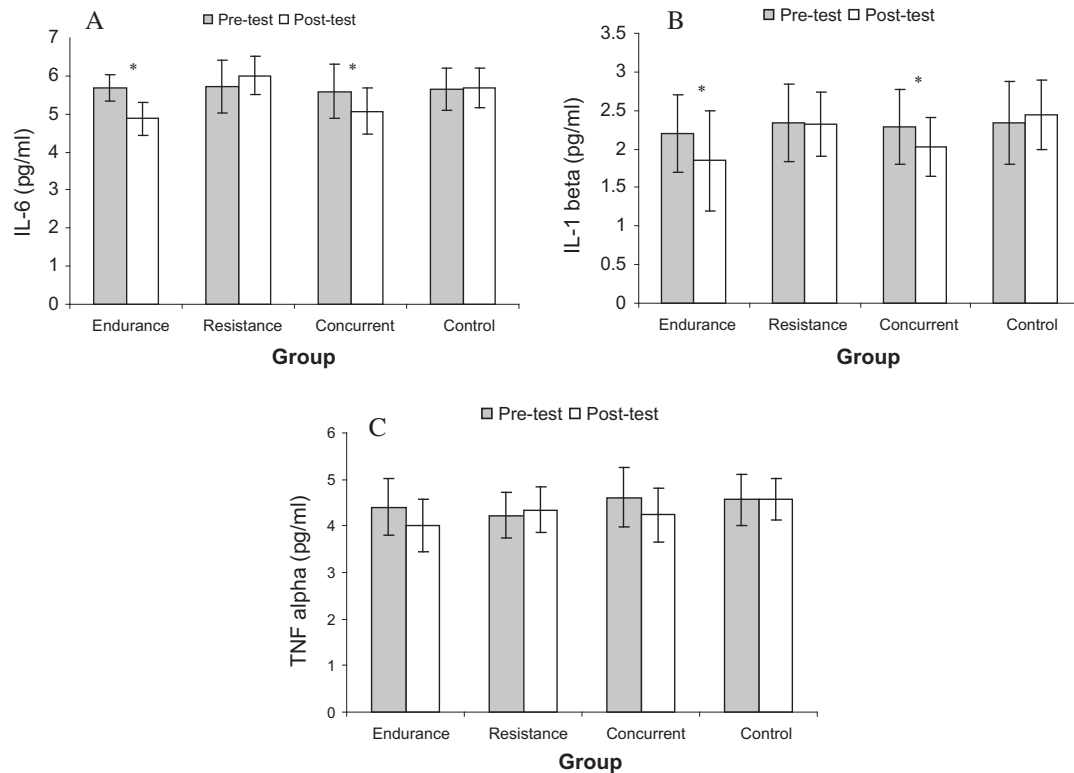 A
Pre-test Post-test
7
6
5
4
3
2
1
0
IL-6 (pg/ml)
* *
Endurance Resistance Concurrent Control
Group
B
Pre-test Post-test
3.5
3
2.5
2
1.5
1
0.5
0
IL-1 beta (pg/ml)
* *
Endurance Resistance Concurrent Control
Group
C
Pre-test Post-test
6
5
4
3
2
1
0
TNF alpha (pg/ml)
Endurance Resistance Concurrent Control
Group